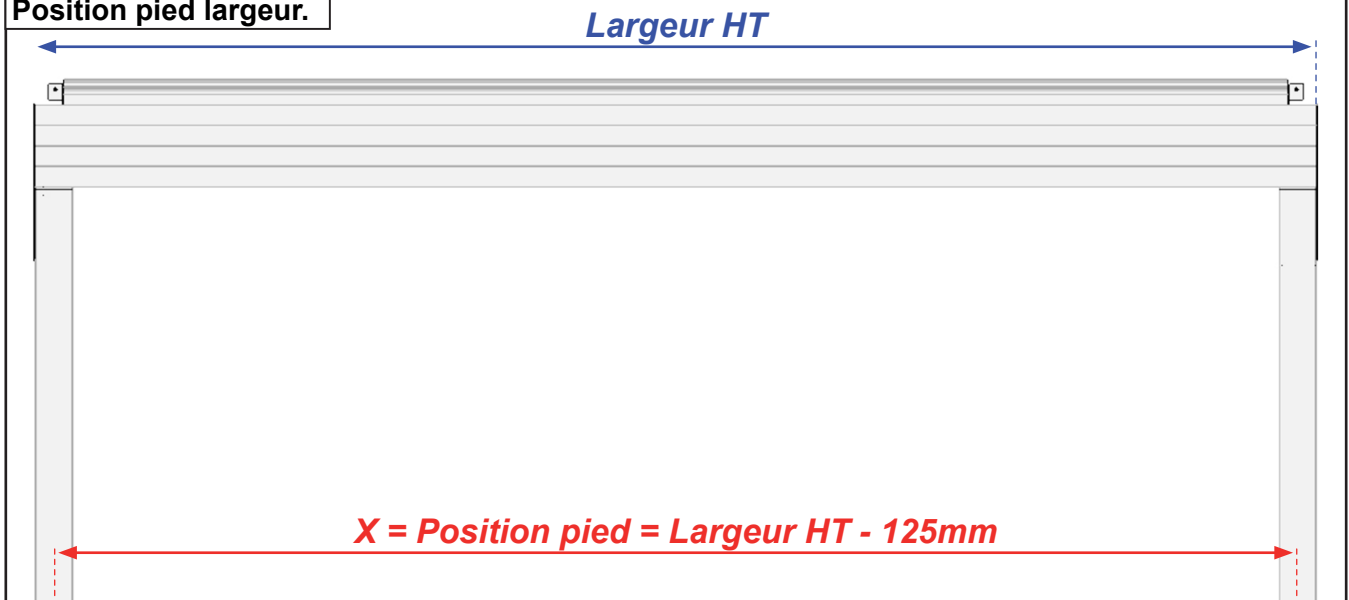 Position pied largeur.
Largeur HT
X = Position pied = Largeur HT - 125mm